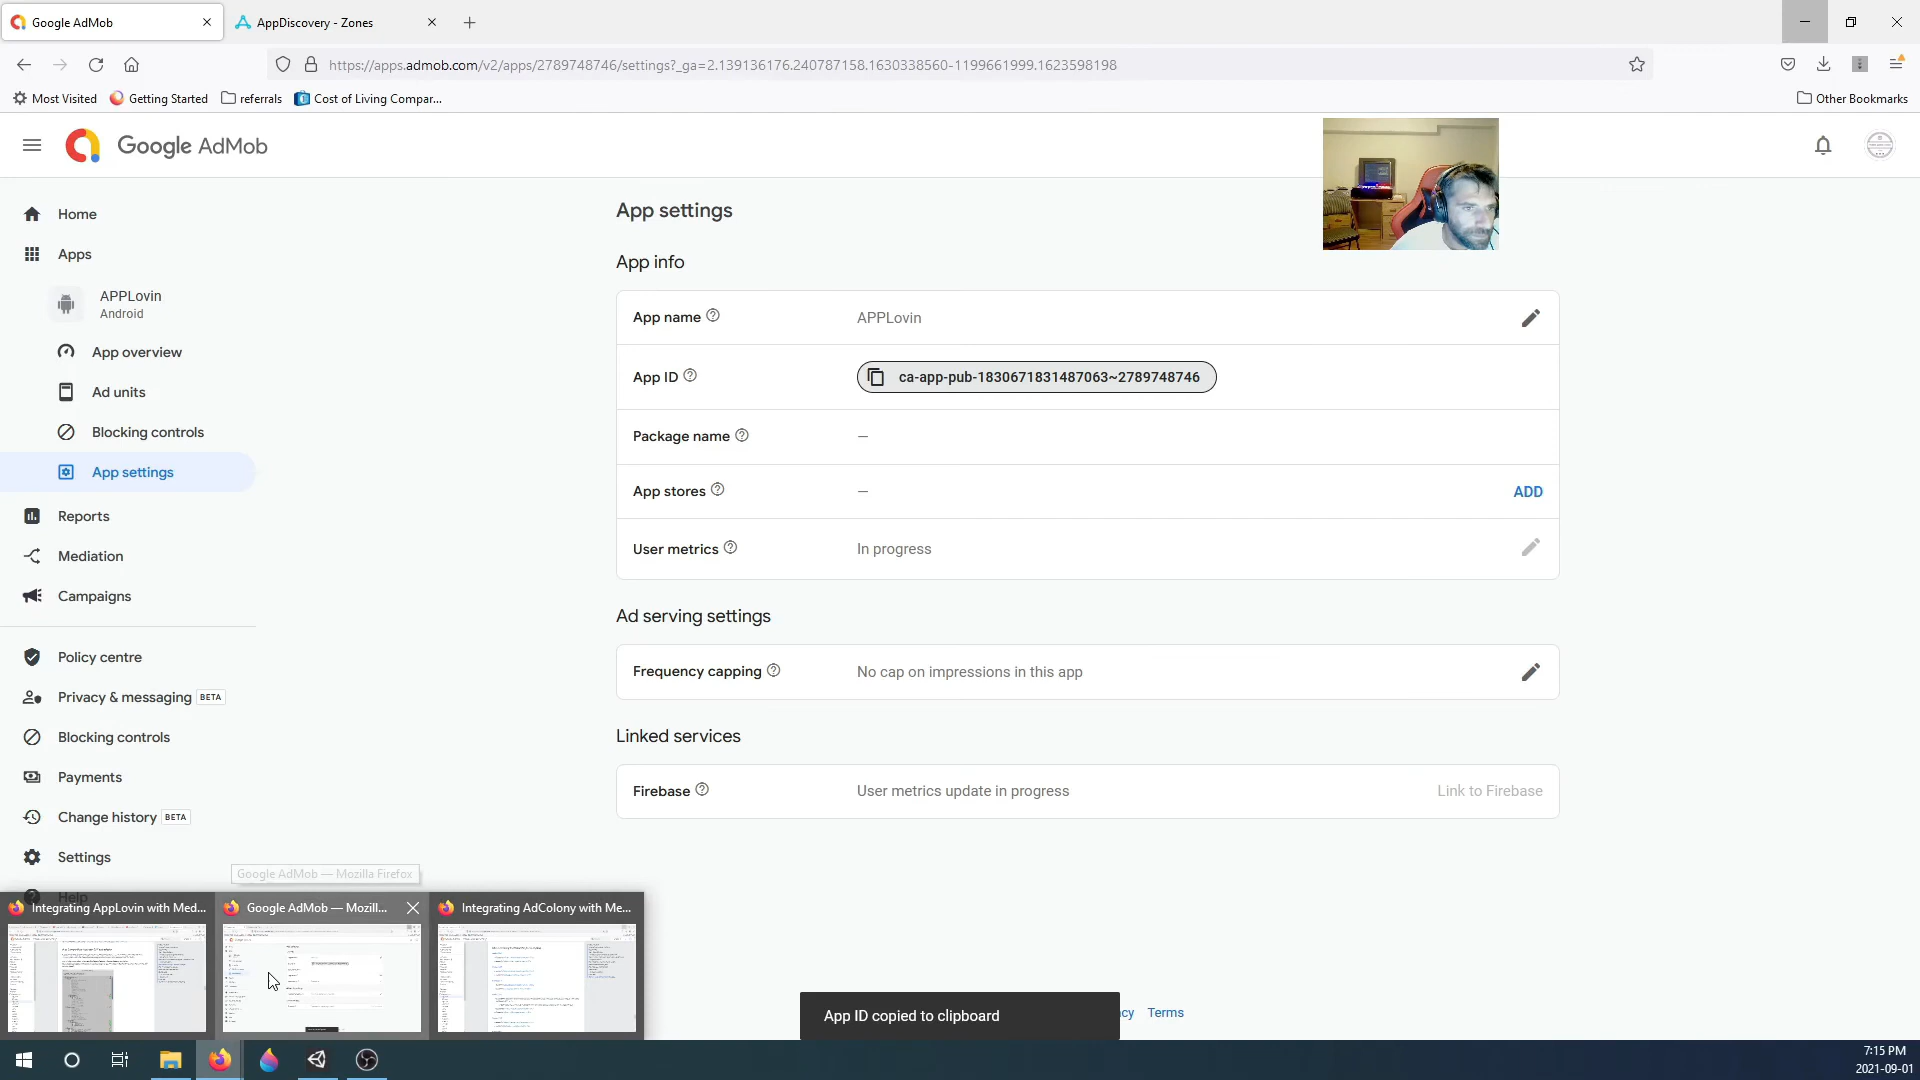 Google AdMob
AppDiscovery - Zones
https://apps.admob.com/v2/apps/2789748746/settings?_ga=2.139136176.240787158.1630338560-1199661999.1623598198
Most Visited
Getting Started
referrals
Cost of Living Compar...
Other Bookmarks
Google AdMob
Home
Apps
APPLovin
Android
App overview
Ad units
Blocking controls
App settings
Reports
Mediation
Campaigns
Policy centre
Privacy & messaging BETA
Blocking controls
Payments
Change history BETA
Settings
Help
App settings
App info
App name
APPLovin
App ID
ca-app-pub-1830671831487063~2789748746
Package name
—
App stores
—
ADD
User metrics
In progress
Ad serving settings
Frequency capping
No cap on impressions in this app
Linked services
Firebase
User metrics update in progress
Link to Firebase
Google AdMob — Mozilla Firefox
Integrating AppLovin with Med...
Google AdMob — Mozill...
Integrating AdColony with Me...
App ID copied to clipboard
cy
Terms
7:15 PM
2021-09-01